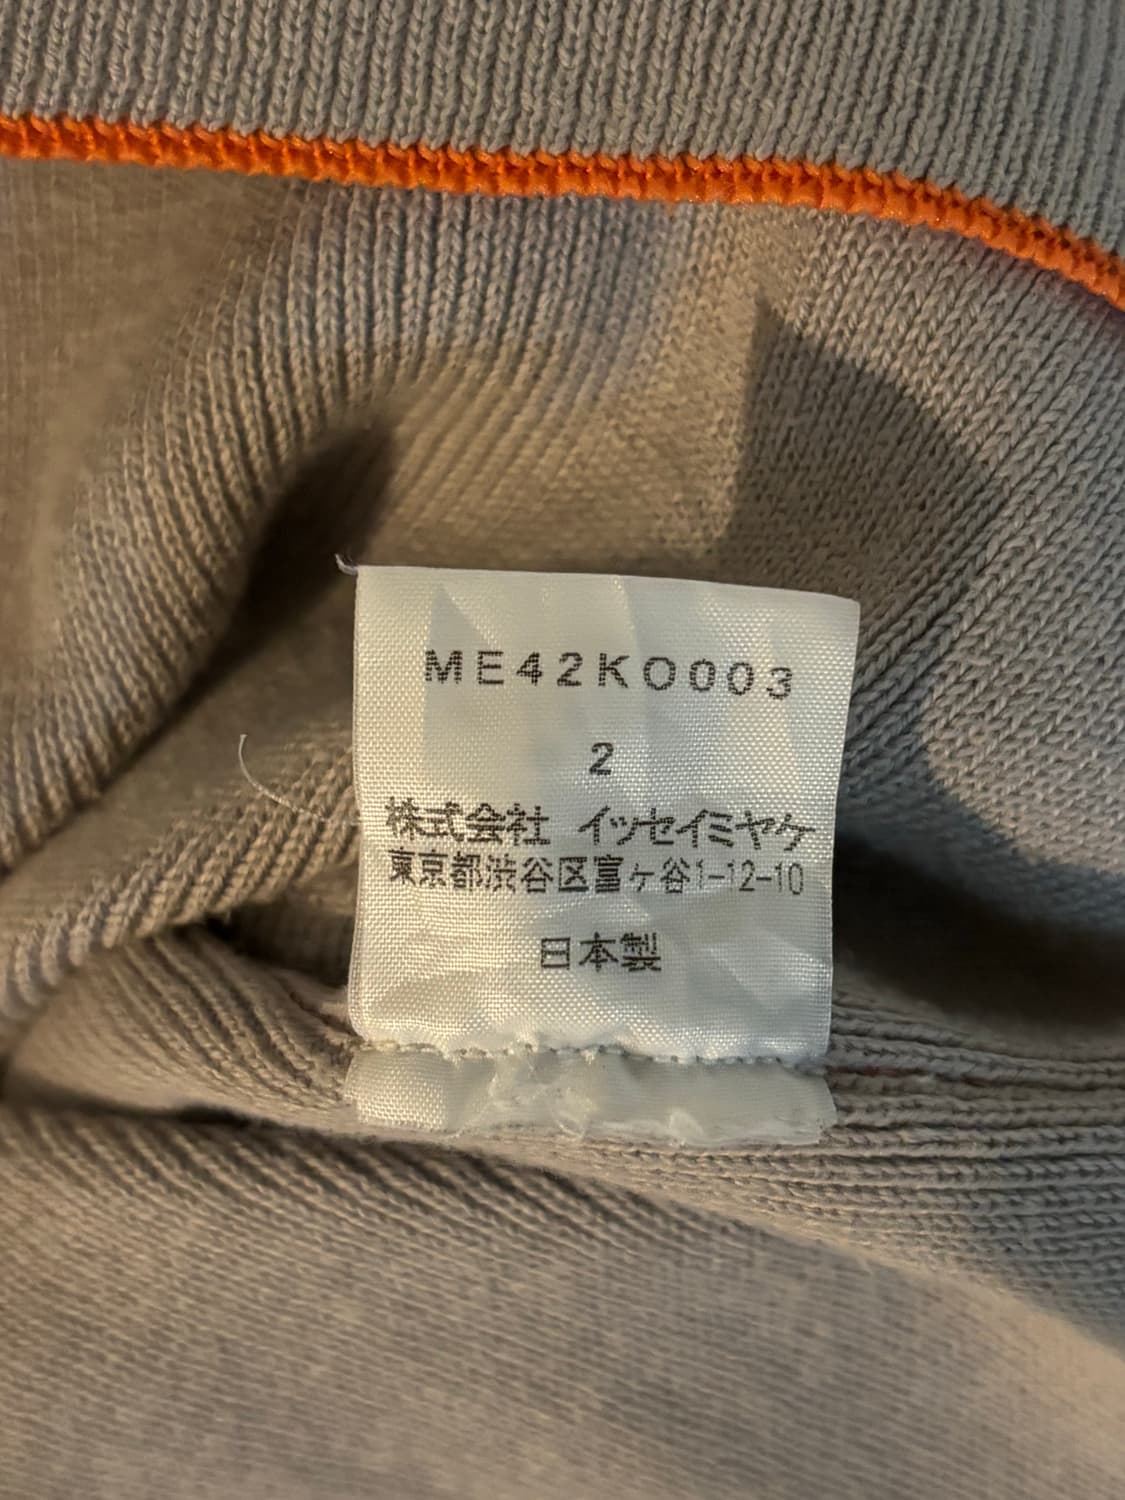 ME42KO003
2
株式会社 イッセイミヤケ
東京都渋谷区富ヶ谷1-12-10
日本製